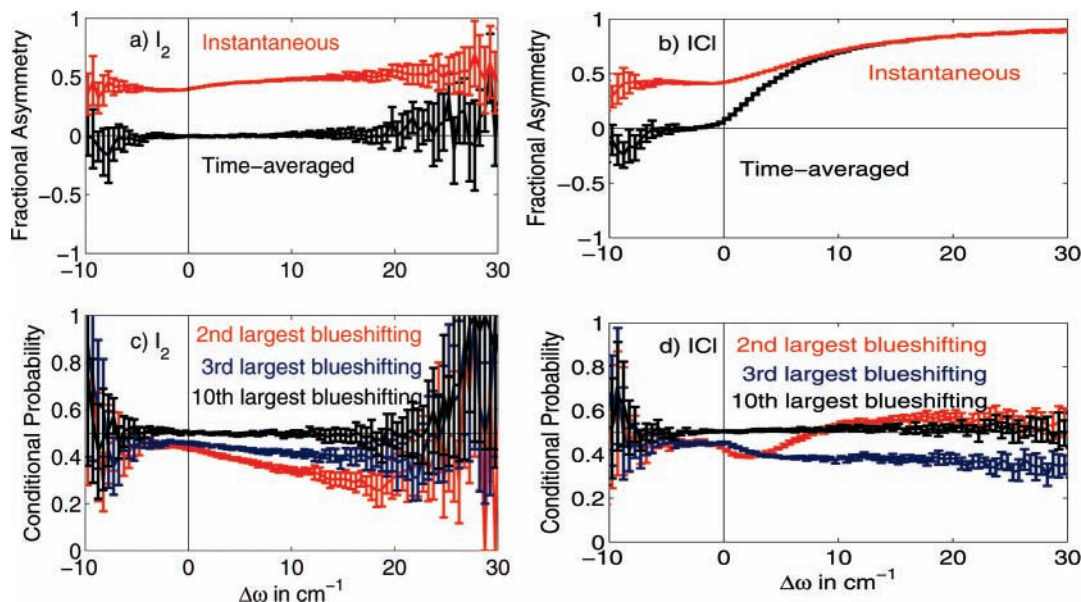 a) I2
Instantaneous
Time−averaged
Fractional Asymmetry
1
0.5
0
−0.5
−1
−10 0 10 20 30
b) ICl
Instantaneous
Time−averaged
Fractional Asymmetry
1
0.5
0
−0.5
−1
−10 0 10 20 30
c) I2
2nd largest blueshifting
3rd largest blueshifting
10th largest blueshifting
Conditional Probability
1
0.8
0.6
0.4
0.2
0
−10 0 10 20 30
Δω in cm−1
d) ICl
2nd largest blueshifting
3rd largest blueshifting
10th largest blueshifting
Conditional Probability
1
0.8
0.6
0.4
0.2
0
−10 0 10 20 30
Δω in cm−1